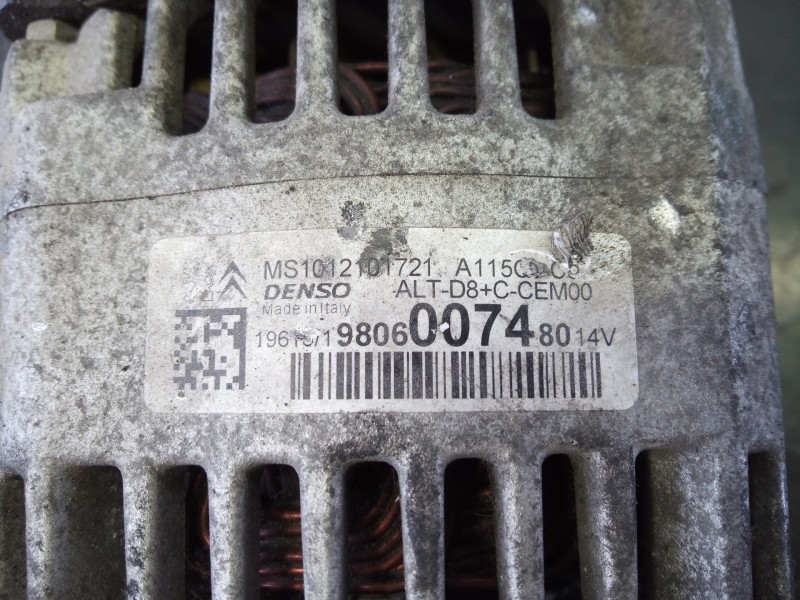 MS1012101721
DENSO ALT-D8+C-CEM00
Made in Italy
9806007480 14V